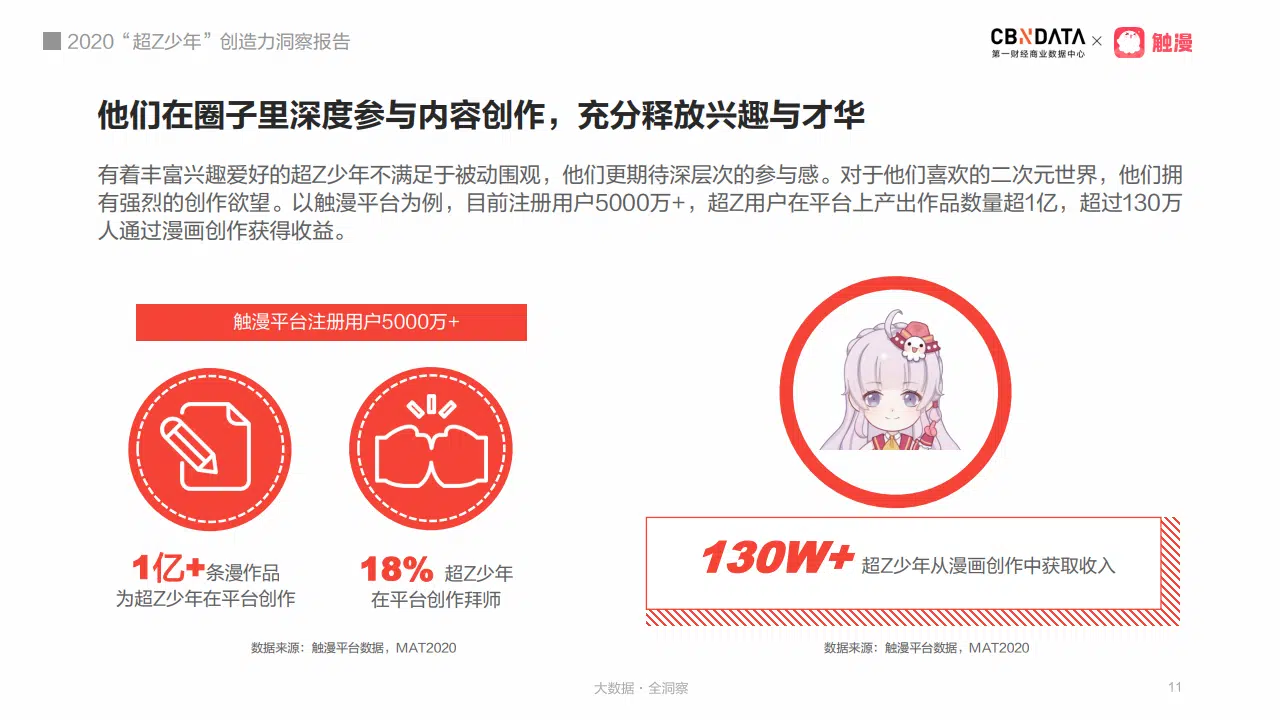 2020“超Z少年”创造力洞察报告
CBNDATA
第一财经商业数据中心
×
触漫
他们在圈子里深度参与内容创作，充分释放兴趣与才华
有着丰富兴趣爱好的超Z少年不满足于被动围观，他们更期待深层次的参与感。对于他们喜欢的二次元世界，他们拥
有强烈的创作欲望。以触漫平台为例，目前注册用户5000万+，超Z用户在平台上产出作品数量超1亿，超过130万
人通过漫画创作获得收益。
触漫平台注册用户5000万+
1亿+条漫作品
为超Z少年在平台创作
18% 超Z少年
在平台创作拜师
数据来源：触漫平台数据，MAT2020
130W+ 超Z少年从漫画创作中获取收入
数据来源：触漫平台数据，MAT2020
大数据·全洞察
11